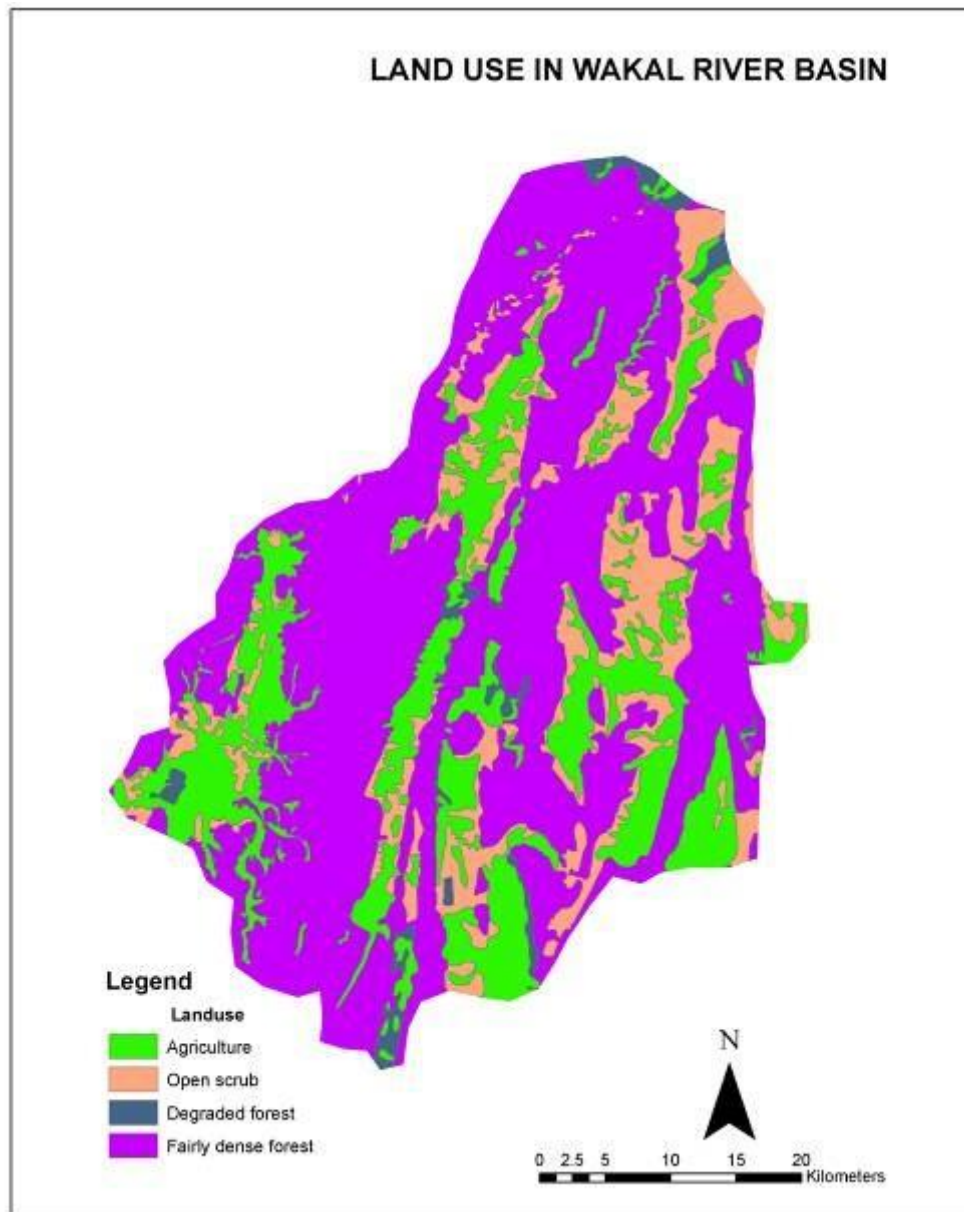 LAND USE IN WAKAL RIVER BASIN
Legend
Landuse
Agriculture
Open scrub
Degraded forest
Fairly dense forest
N
0 2.5 5 10 15 20
Kilometers